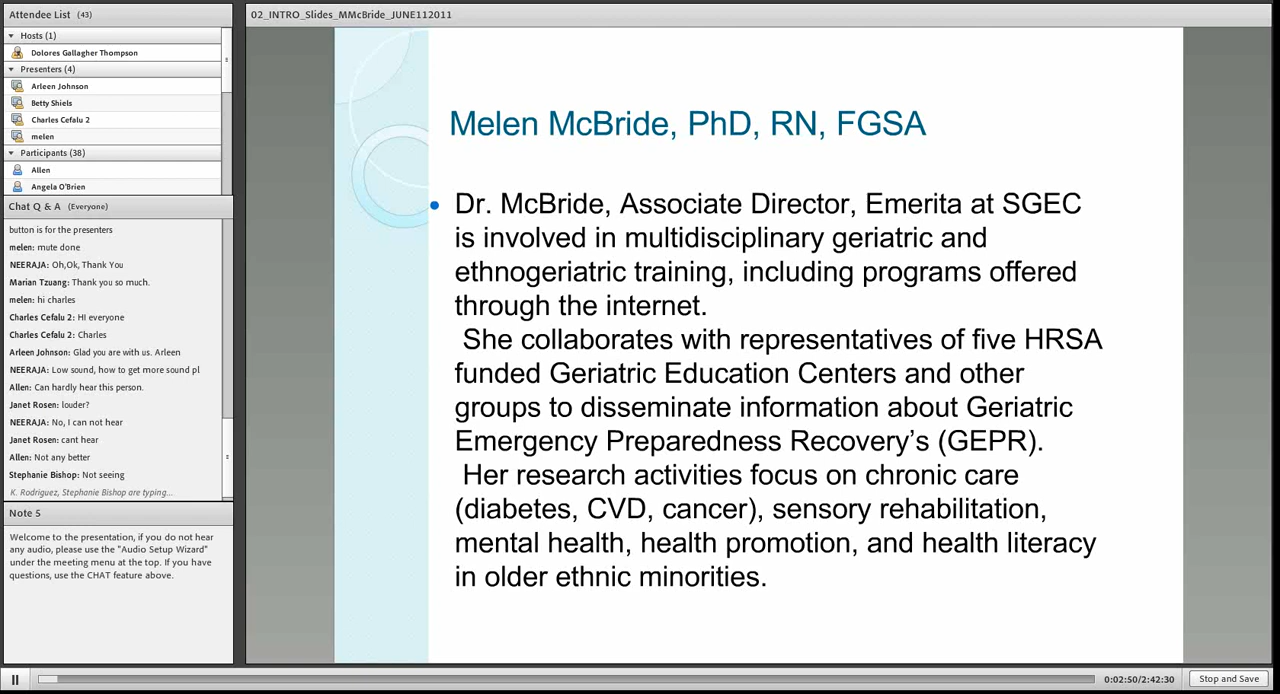 Attendee List (43)
Hosts (1)
Dolores Gallagher Thompson
Presenters (4)
Arleen Johnson
Betty Shiels
Charles Cefalu 2
melen
Participants (38)
Allen
Angela O'Brien
Chat Q & A (Everyone)
button is for the presenters
melen: mute done
NEERAJA: Oh,Ok, Thank You
Marian Tzuang: Thank you so much.
melen: hi charles
Charles Cefalu 2: HI everyone
Charles Cefalu 2: Charles
Arleen Johnson: Glad you are with us. Arleen
NEERAJA: Low sound, how to get more sound pl
Allen: Can hardly hear this person.
Janet Rosen: louder?
NEERAJA: No, I can not hear
Janet Rosen: cant hear
Allen: Not any better
Stephanie Bishop: Not seeing
K. Rodriguez, Stephanie Bishop are typing...
Note 5
Welcome to the presentation, if you do not hear
any audio, please use the "Audio Setup Wizard"
under the meeting menu at the top. If you have
questions, use the CHAT feature above.
02_INTRO_Slides_MMcBride_JUNE112011
Melen McBride, PhD, RN, FGSA
• Dr. McBride, Associate Director, Emerita at SGEC
is involved in multidisciplinary geriatric and
ethnogeriatric training, including programs offered
through the internet.
She collaborates with representatives of five HRSA
funded Geriatric Education Centers and other
groups to disseminate information about Geriatric
Emergency Preparedness Recovery’s (GEPR).
Her research activities focus on chronic care
(diabetes, CVD, cancer), sensory rehabilitation,
mental health, health promotion, and health literacy
in older ethnic minorities.
0:02:50/2:42:30
Stop and Save